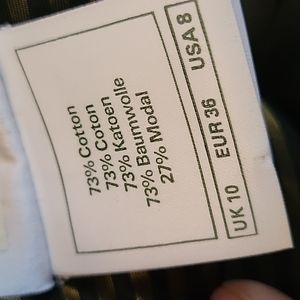 73% Cotton
73% Coton
73% Katoen
73% Baumwolle
27% Modal
UK 10 EUR 36 USA 8